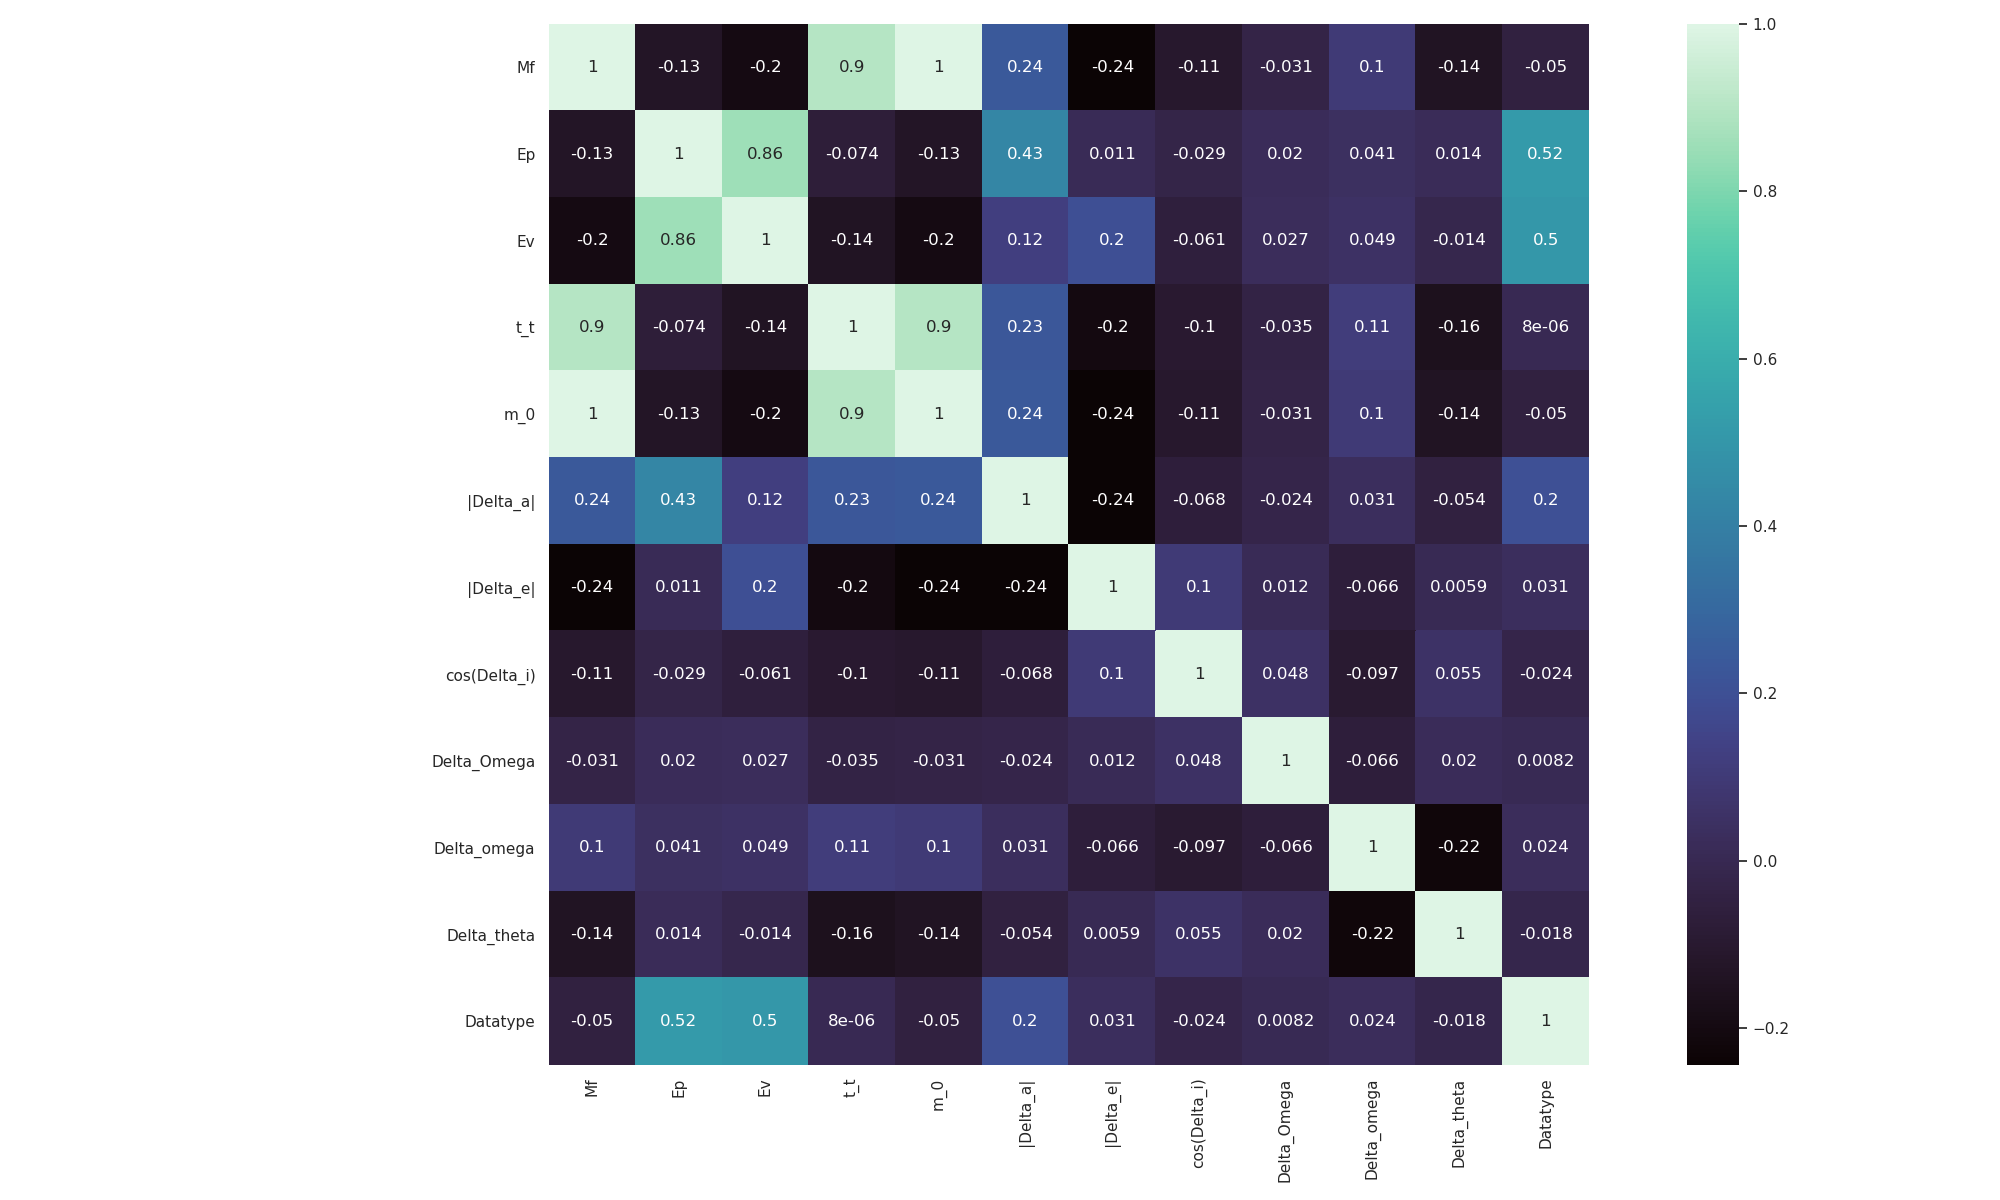 Mf 1 -0.13 -0.2 0.9 1 0.24 -0.24 -0.11 -0.031 0.1 -0.14 -0.05
Ep -0.13 1 0.86 -0.074 -0.13 0.43 0.011 -0.029 0.02 0.041 0.014 0.52
Ev -0.2 0.86 1 -0.14 -0.2 0.12 0.2 -0.061 0.027 0.049 -0.014 0.5
t_t 0.9 -0.074 -0.14 1 0.9 0.23 -0.2 -0.1 -0.035 0.11 -0.16 8e-06
m_0 1 -0.13 -0.2 0.9 1 0.24 -0.24 -0.11 -0.031 0.1 -0.14 -0.05
|Delta_a| 0.24 0.43 0.12 0.23 0.24 1 -0.24 -0.068 -0.024 0.031 -0.054 0.2
|Delta_e| -0.24 0.011 0.2 -0.2 -0.24 -0.24 1 0.1 0.012 -0.066 0.0059 0.031
cos(Delta_i) -0.11 -0.029 -0.061 -0.1 -0.11 -0.068 0.1 1 0.048 -0.097 0.055 -0.024
Delta_Omega -0.031 0.02 0.027 -0.035 -0.031 -0.024 0.012 0.048 1 -0.066 0.02 0.0082
Delta_omega 0.1 0.041 0.049 0.11 0.1 0.031 -0.066 -0.097 -0.066 1 -0.22 0.024
Delta_theta -0.14 0.014 -0.014 -0.16 -0.14 -0.054 0.0059 0.055 0.02 -0.22 1 -0.018
Datatype -0.05 0.52 0.5 8e-06 -0.05 0.2 0.031 -0.024 0.0082 0.024 -0.018 1
Mf Ep Ev t_t m_0 |Delta_a| |Delta_e| cos(Delta_i) Delta_Omega Delta_omega Delta_theta Datatype
1.0
0.8
0.6
0.4
0.2
0.0
−0.2